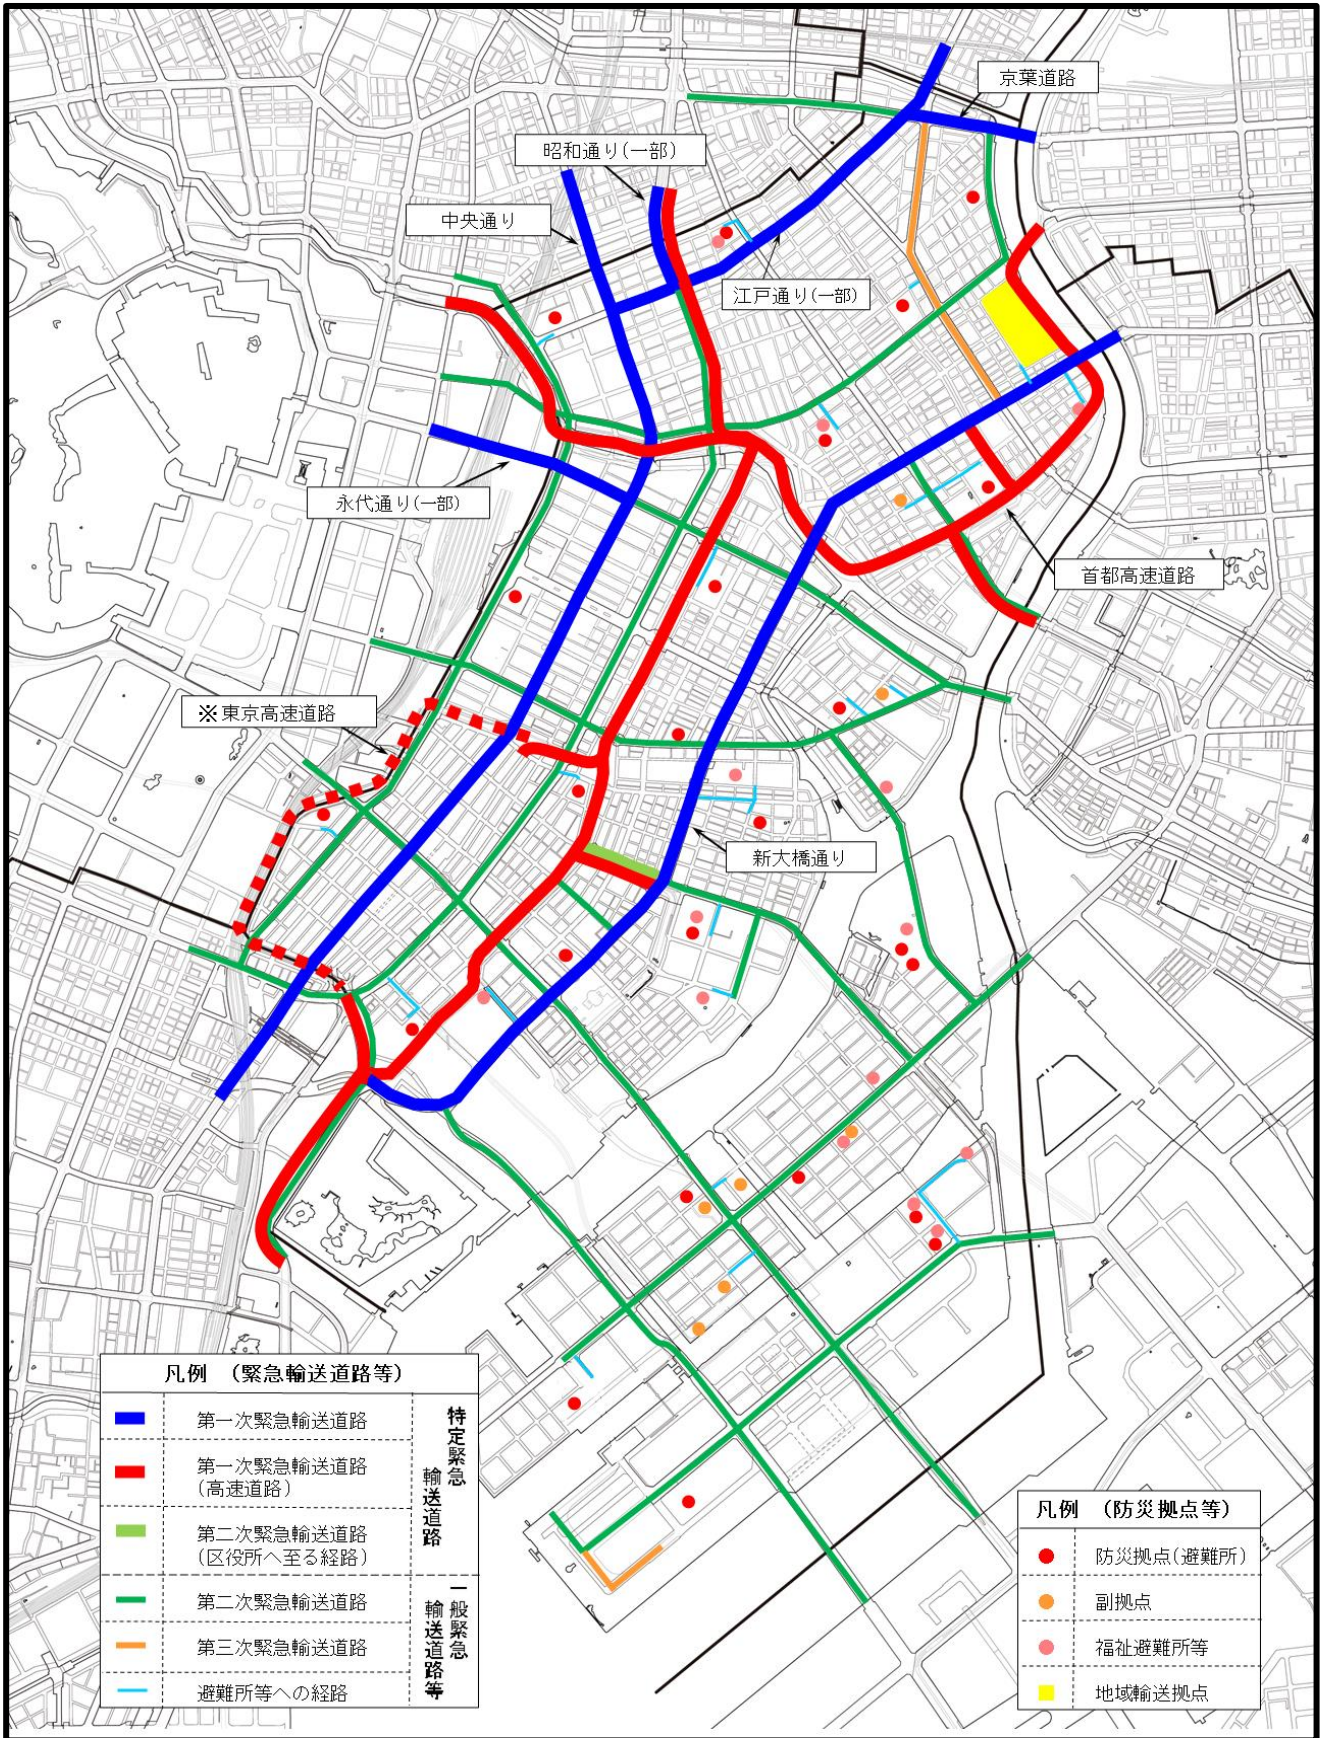 京葉道路
昭和通り(一部)
中央通り
江戸通り(一部)
永代通り(一部)
首都高速道路
※東京高速道路
新大橋通り
凡例 (緊急輸送道路等)
第一次緊急輸送道路
第一次緊急輸送道路
(高速道路)
第二次緊急輸送道路
(区役所へ至る経路)
特定緊急
輸送道路
第二次緊急輸送道路
第三次緊急輸送道路
避難所等への経路
一般緊急
輸送道路等
凡例 (防災拠点等)
防災拠点(避難所)
副拠点
福祉避難所等
地域輸送拠点